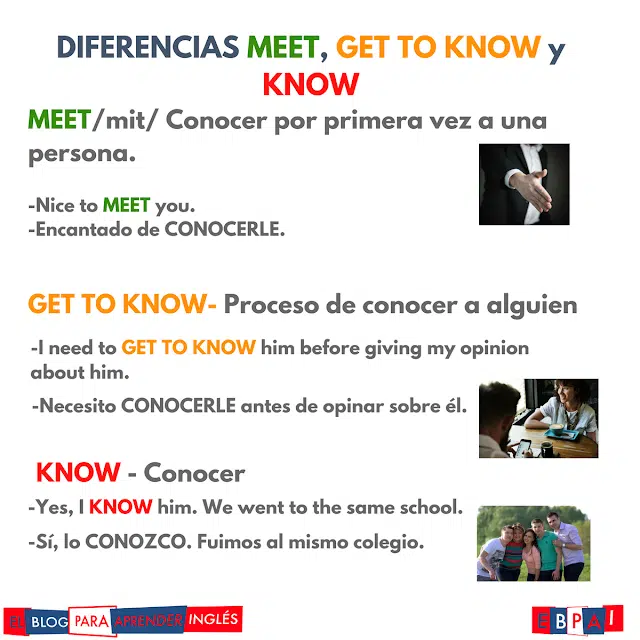 DIFERENCIAS MEET, GET TO KNOW y
KNOW
MEET/mit/ Conocer por primera vez a una
persona.
-Nice to MEET you.
-Encantado de CONOCERLE.
GET TO KNOW- Proceso de conocer a alguien
-I need to GET TO KNOW him before giving my opinion
about him.
-Necesito CONOCERLE antes de opinar sobre él.
KNOW - Conocer
-Yes, I KNOW him. We went to the same school.
-Sí, lo CONOZCO. Fuimos al mismo colegio.
EL BLOG PARA APRENDER INGLÉS
EBPAI